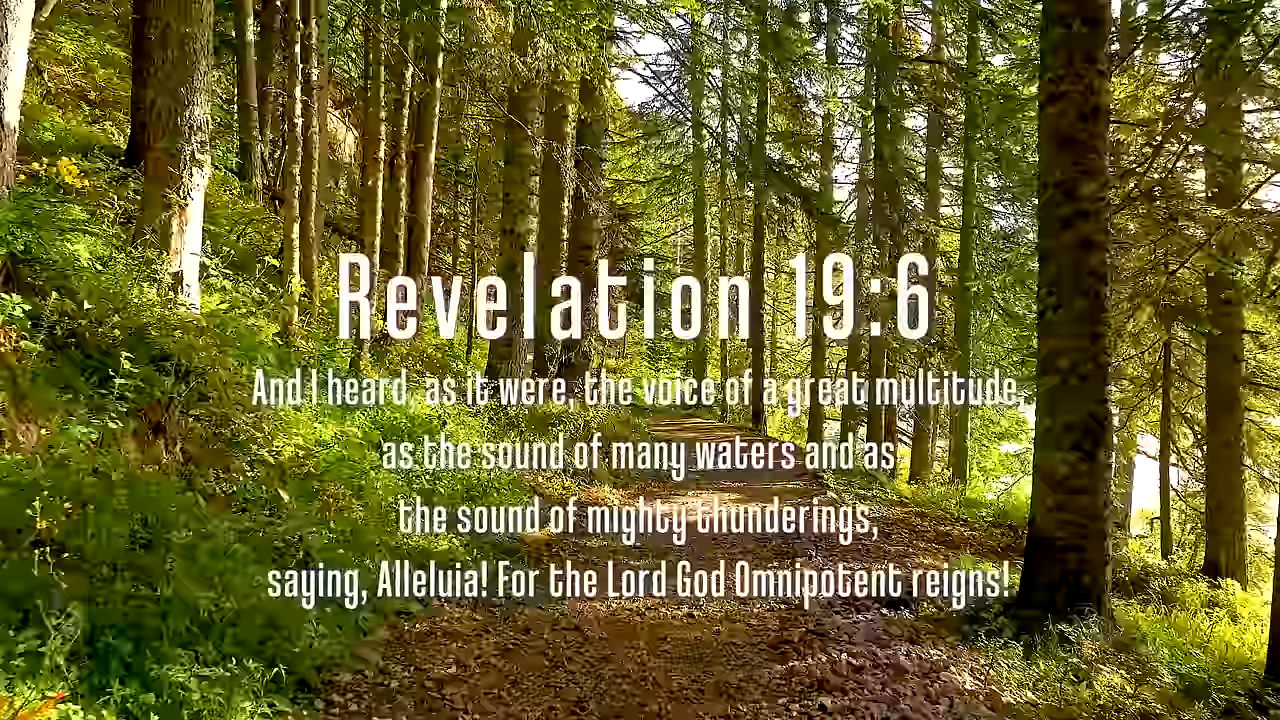 Revelation 19:6
And I heard, as it were, the voice of a great multitude,
as the sound of many waters and as
the sound of mighty thunderings,
saying, Alleluia! For the Lord God Omnipotent reigns!